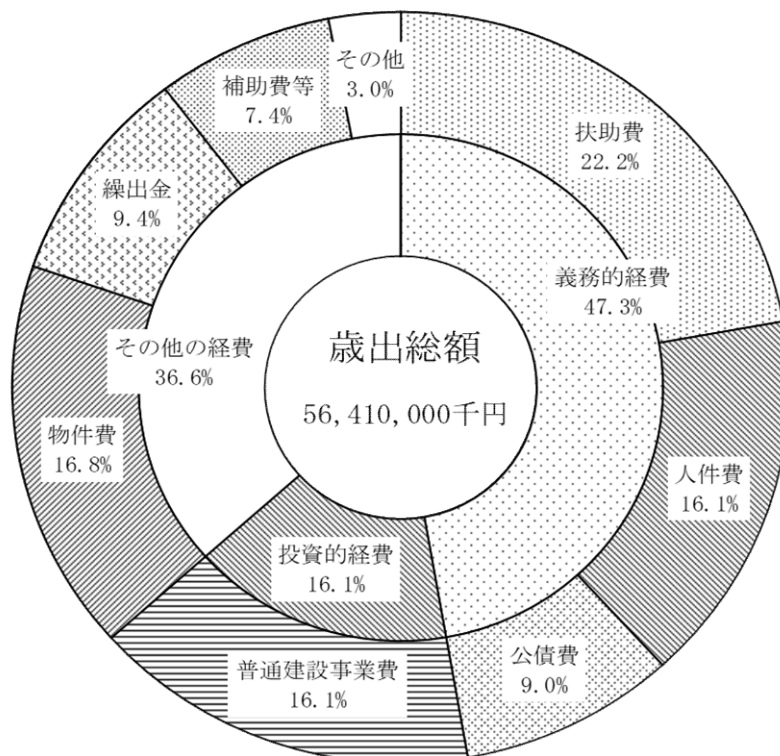 その他
3.0%
補助費等
7.4%
扶助費
22.2%
繰出金
9.4%
義務的経費
47.3%
その他の経費
36.6%
歳出総額
56,410,000千円
物件費
16.8%
人件費
16.1%
投資的経費
16.1%
公債費
9.0%
普通建設事業費
16.1%